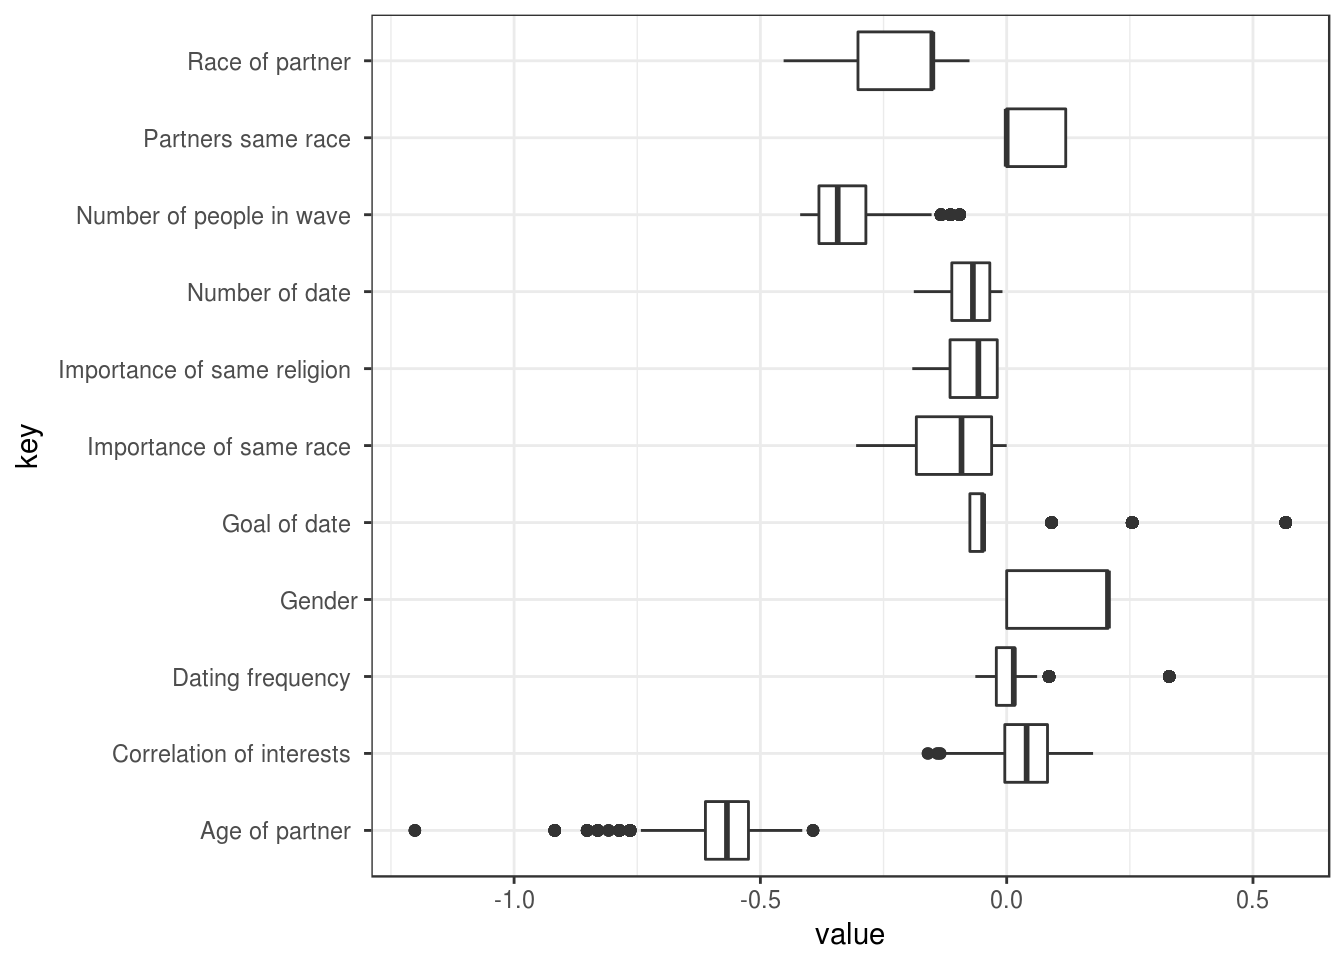 Race of partner
Partners same race
Number of people in wave
Number of date
Importance of same religion
Importance of same race
Goal of date
Gender
Dating frequency
Correlation of interests
Age of partner
key
-1.0 -0.5 0.0 0.5
value